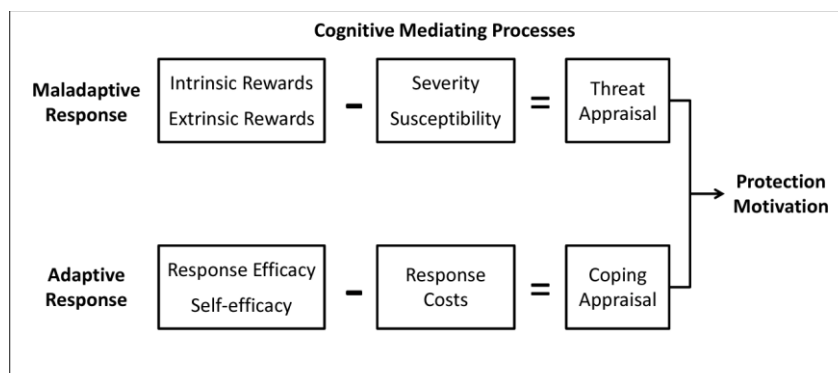 Cognitive Mediating Processes
Maladaptive
Response
Intrinsic Rewards
Extrinsic Rewards
-
Severity
Susceptibility
=
Threat
Appraisal
Protection
Motivation
Adaptive
Response
Response Efficacy
Self-efficacy
-
Response
Costs
=
Coping
Appraisal